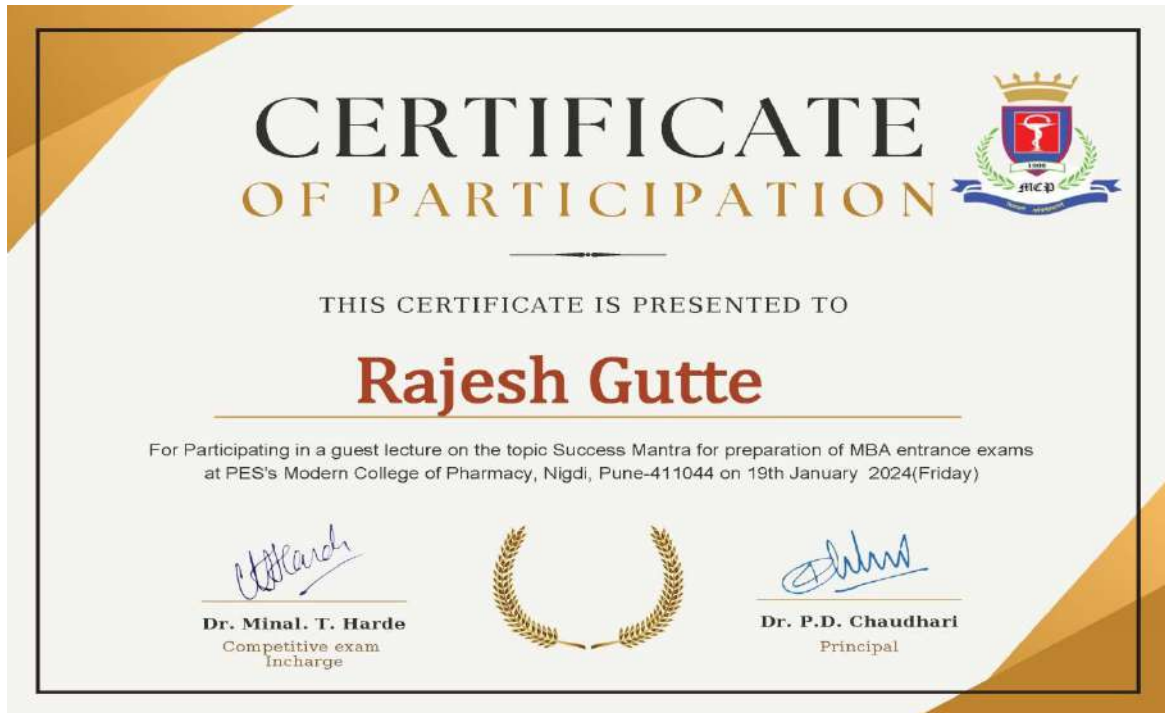 CERTIFICATE
OF PARTICIPATION
MCP
THIS CERTIFICATE IS PRESENTED TO
Rajesh Gutte
For Participating in a guest lecture on the topic Success Mantra for preparation of MBA entrance exams
at PES's Modern College of Pharmacy, Nigdi, Pune-411044 on 19th January 2024(Friday)
Dr. Minal. T. Harde
Competitive exam
Incharge
Dr. P.D. Chaudhari
Principal